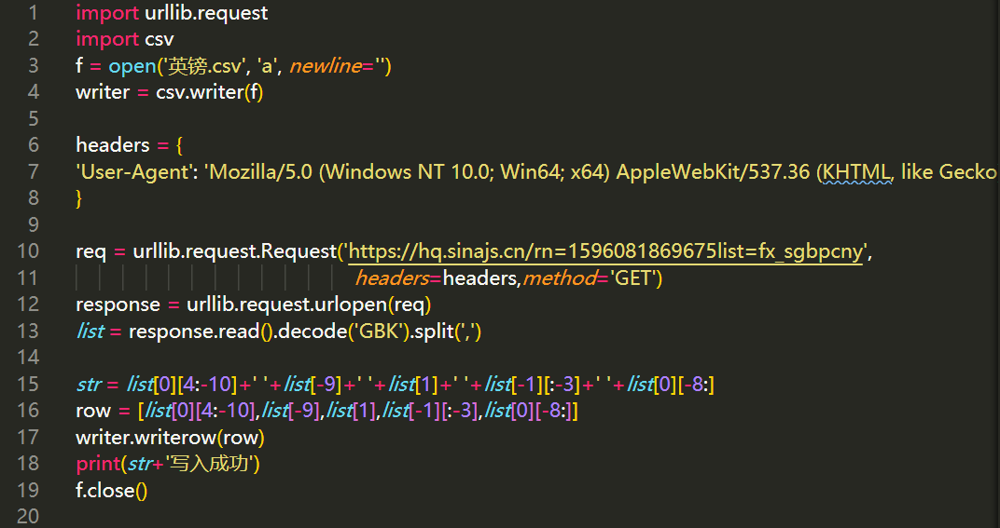 1 import urllib.request
2 import csv
3 f = open('英镑.csv', 'a', newline='')
4 writer = csv.writer(f)
5
6 headers = {
7 'User-Agent': 'Mozilla/5.0 (Windows NT 10.0; Win64; x64) AppleWebKit/537.36 (KHTML, like Gecko
8 }
9
10 req = urllib.request.Request('https://hq.sinajs.cn/rn=1596081869675list=fx_sgbpcny',
11 headers=headers,method='GET')
12 response = urllib.request.urlopen(req)
13 list = response.read().decode('GBK').split(',')
14
15 str = list[0][4:-10]+' '+list[-9]+' '+list[1]+' '+list[-1][:-3]+' '+list[0][-8:]
16 row = [list[0][4:-10],list[-9],list[1],list[-1][:-3],list[0][-8:]]
17 writer.writerow(row)
18 print(str+'写入成功')
19 f.close()
20